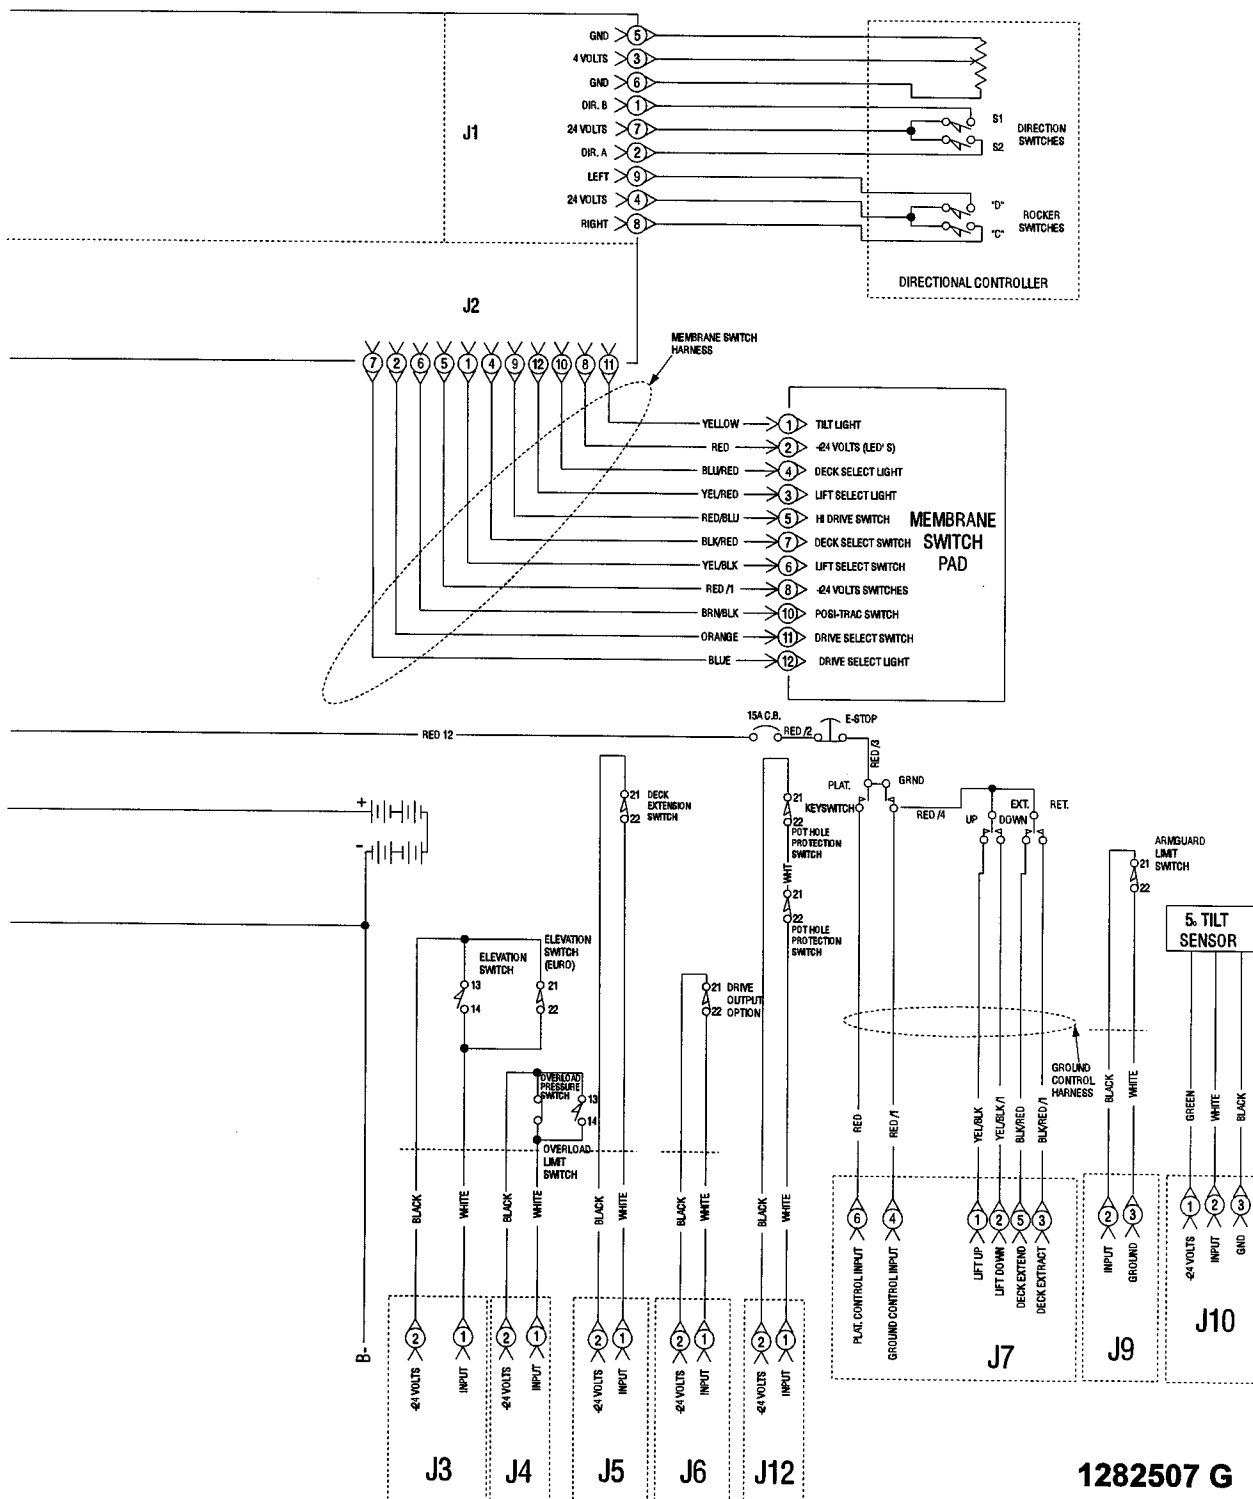 J1
GND 5
4 VOLTS 3
GND 6
DIR. B 1
24 VOLTS 7
DIR. A 2
LEFT 9
24 VOLTS 4
RIGHT 8
S1
S2
DIRECTION
SWITCHES
"D"
"C"
ROCKER
SWITCHES
DIRECTIONAL CONTROLLER
J2
7 2 6 5 1 4 9 12 10 8 11
MEMBRANE SWITCH
HARNESS
YELLOW 1 TILT LIGHT
RED 2 +24 VOLTS (LED'S)
BLU/RED 4 DECK SELECT LIGHT
YEL/RED 3 LIFT SELECT LIGHT
RED/BLU 5 HI DRIVE SWITCH
BLK/RED 7 DECK SELECT SWITCH
YEL/BLK 6 LIFT SELECT SWITCH
RED /1 8 +24 VOLTS SWITCHES
BRN/BLK 10 POSI-TRAC SWITCH
ORANGE 11 DRIVE SELECT SWITCH
BLUE 12 DRIVE SELECT LIGHT
MEMBRANE
SWITCH
PAD
RED 12
15A C.B.
RED /2
E-STOP
RED /3
PLAT.
GRND
KEYSWITCH
RED /4
UP
DOWN
EXT.
RET.
+
-
21
22
DECK
EXTENSION
SWITCH
21
22
POT HOLE
PROTECTION
SWITCH
WHT
21
22
POT HOLE
PROTECTION
SWITCH
ARMGUARD
LIMIT
SWITCH
21
22
5° TILT
SENSOR
ELEVATION
SWITCH
13
14
ELEVATION
SWITCH
(EURO)
21
22
21
22
DRIVE
OUTPUT
OPTION
OVERLOAD
PRESSURE
SWITCH
13
14
OVERLOAD
LIMIT
SWITCH
GROUND
CONTROL
HARNESS
BLACK
WHITE
BLACK
WHITE
BLACK
WHITE
BLACK
WHITE
BLACK
WHITE
RED
RED /1
YEL/BLK
YEL/BLK/1
BLK/RED
BLK/RED/1
BLACK
WHITE
GREEN
WHITE
BLACK
B-
2 +24 VOLTS
1 INPUT
J3
2 +24 VOLTS
1 INPUT
J4
2 +24 VOLTS
1 INPUT
J5
2 +24 VOLTS
1 INPUT
J6
2 +24 VOLTS
1 INPUT
J12
6 PLAT. CONTROL INPUT
4 GROUND CONTROL INPUT
1 LIFT UP
2 LIFT DOWN
5 DECK EXTEND
3 DECK EXTRACT
J7
2 INPUT
3 GROUND
J9
1 +24 VOLTS
2 INPUT
3 GND
J10
1282507 G